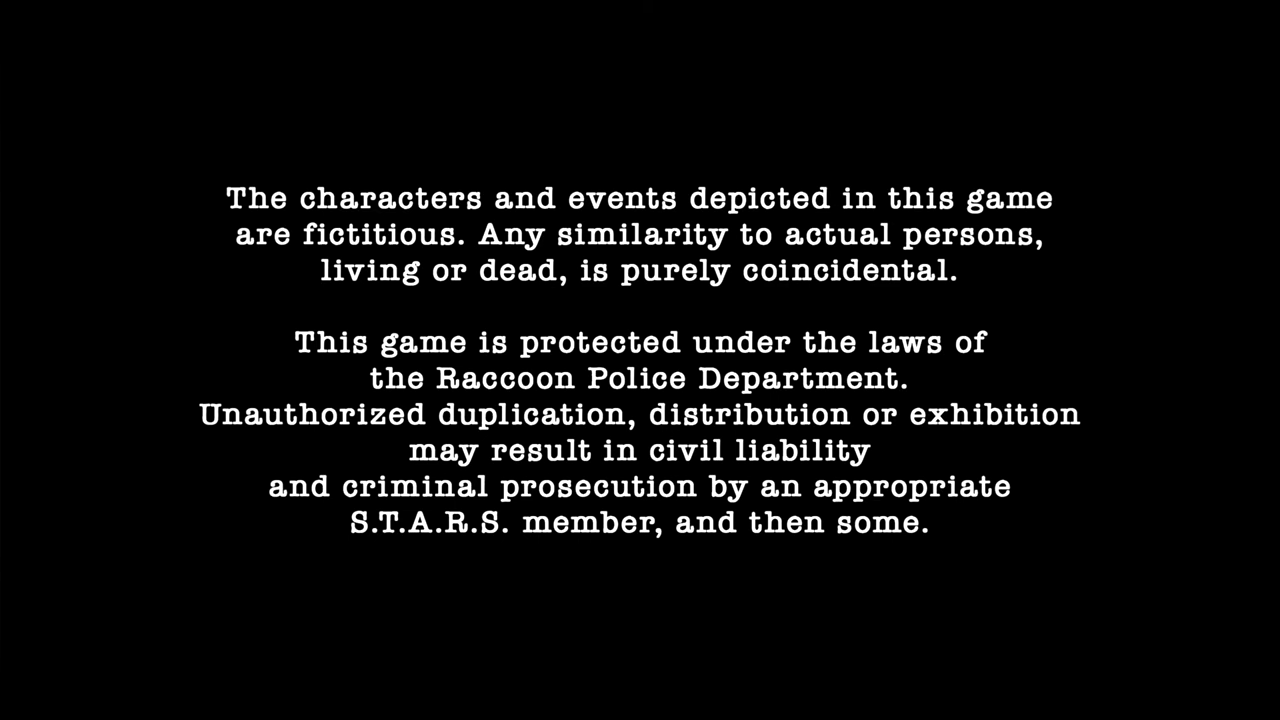 The characters and events depicted in this game
are fictitious. Any similarity to actual persons,
living or dead, is purely coincidental.
This game is protected under the laws of
the Raccoon Police Department.
Unauthorized duplication, distribution or exhibition
may result in civil liability
and criminal prosecution by an appropriate
S.T.A.R.S. member, and then some.